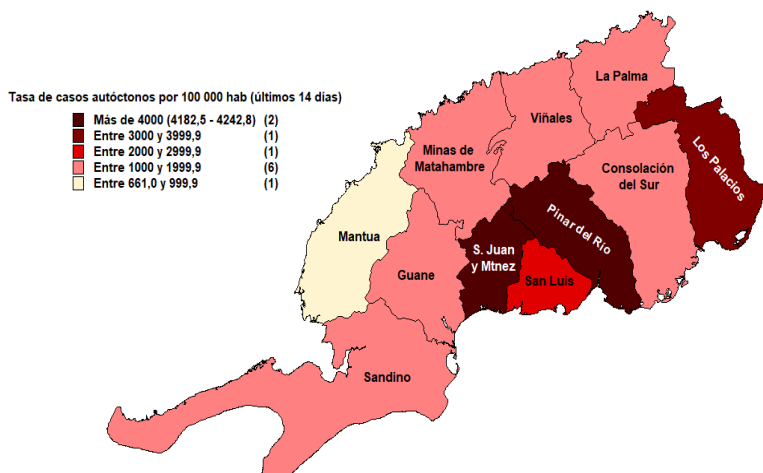 Tasa de casos autóctonos por 100 000 hab (últimos 14 días)
Más de 4000 (4182,5 - 4242,8) (2)
Entre 3000 y 3999,9 (1)
Entre 2000 y 2999,9 (1)
Entre 1000 y 1999,9 (6)
Entre 661,0 y 999,9 (1)
La Palma
Viñales
Minas de
Matahambre
Los Palacios
Consolación
del Sur
Pinar del Río
Mantua
S. Juan
y Mtnez
Guane
San Luis
Sandino